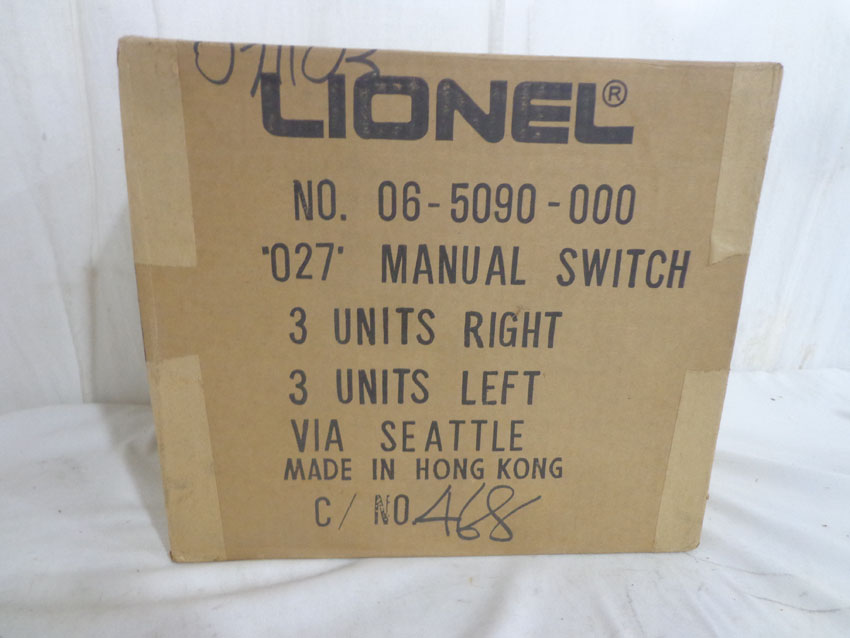 LIONEL®
NO. 06-5090-000
'027' MANUAL SWITCH
3 UNITS RIGHT
3 UNITS LEFT
VIA SEATTLE
MADE IN HONG KONG
C/NO 468